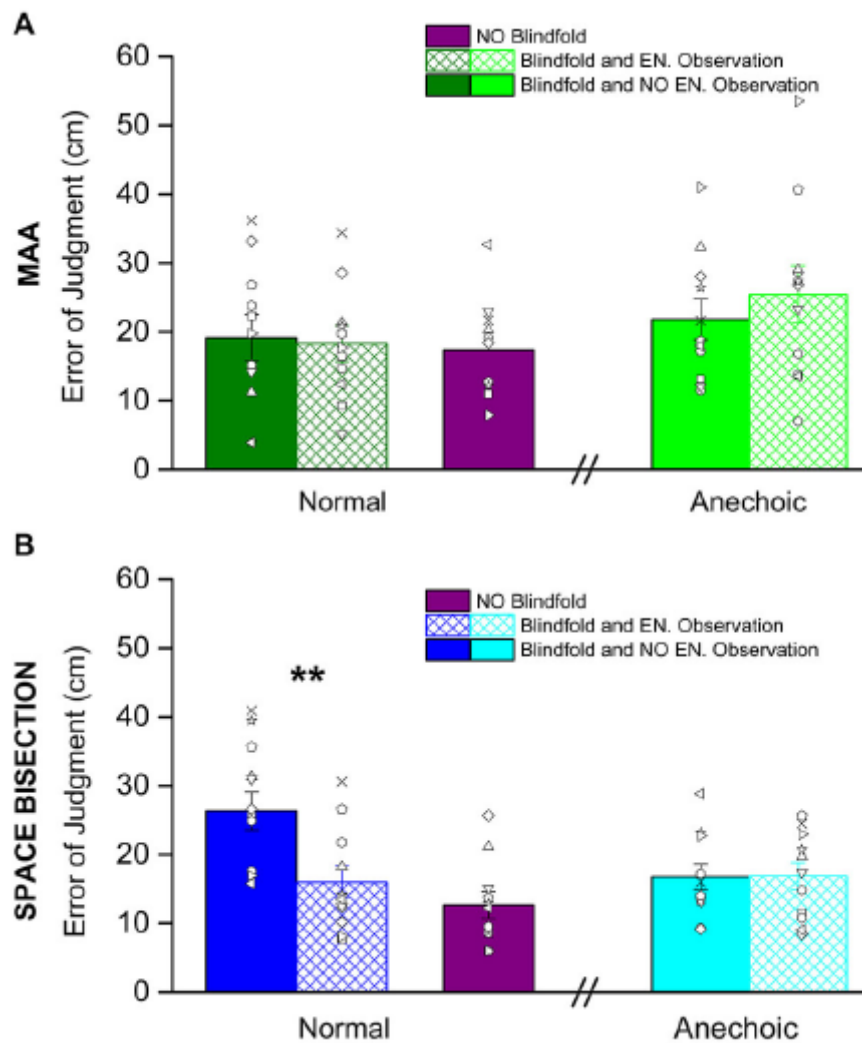 A
NO Blindfold
Blindfold and EN. Observation
Blindfold and NO EN. Observation
60
50
40
30
20
10
0
MAA
Error of Judgment (cm)
Normal
Anechoic
B
NO Blindfold
Blindfold and EN. Observation
Blindfold and NO EN. Observation
**
60
50
40
30
20
10
0
SPACE BISECTION
Error of Judgment (cm)
Normal
Anechoic